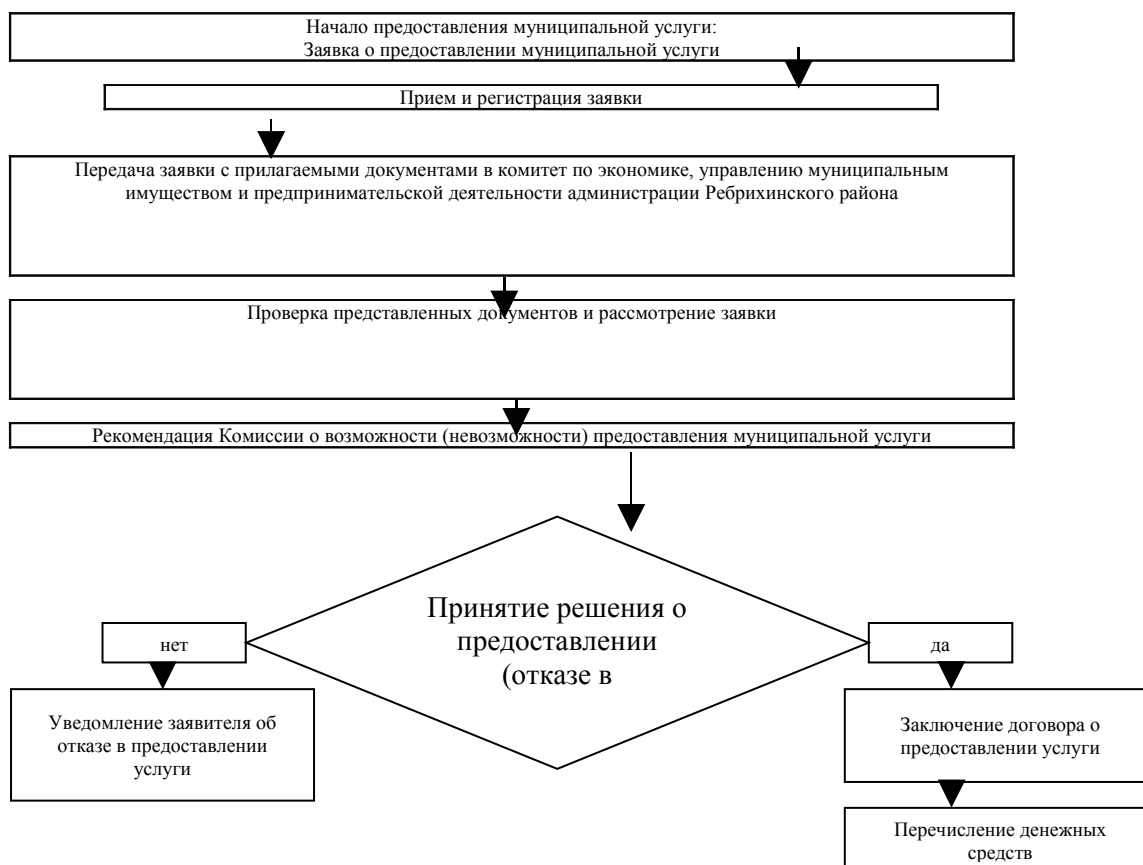 Начало предоставления муниципальной услуги:
Заявка о предоставлении муниципальной услуги
Прием и регистрация заявки
Передача заявки с прилагаемыми документами в комитет по экономике, управлению муниципальным
имуществом и предпринимательской деятельности администрации Ребрихинского района
Проверка представленных документов и рассмотрение заявки
Рекомендация Комиссии о возможности (невозможности) предоставления муниципальной услуги
Принятие решения о
предоставлении
(отказе в
нет
да
Уведомление заявителя об
отказе в предоставлении
услуги
Заключение договора о
предоставлении услуги
Перечисление денежных
средств